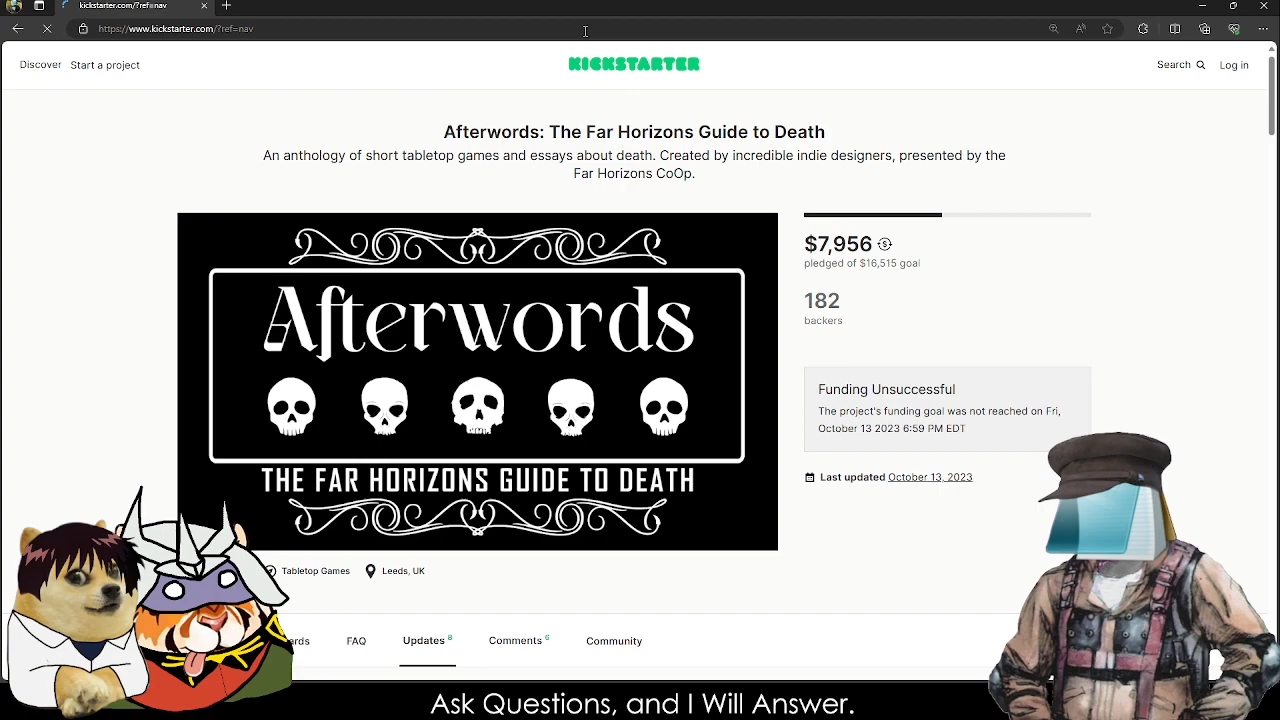 kickstarter.com/?ref=nav
https://www.kickstarter.com/?ref=nav
Discover Start a project
KICKSTARTER
Search Log in
Afterwords: The Far Horizons Guide to Death
An anthology of short tabletop games and essays about death. Created by incredible indie designers, presented by the
Far Horizons CoOp.
Afterwords
THE FAR HORIZONS GUIDE TO DEATH
$7,956
pledged of $16,515 goal
182
backers
Funding Unsuccessful
The project's funding goal was not reached on Fri,
October 13 2023 6:59 PM EDT
Last updated October 13, 2023
Tabletop Games Leeds, UK
ards FAQ Updates 8 Comments 6 Community
Ask Questions, and I Will Answer.